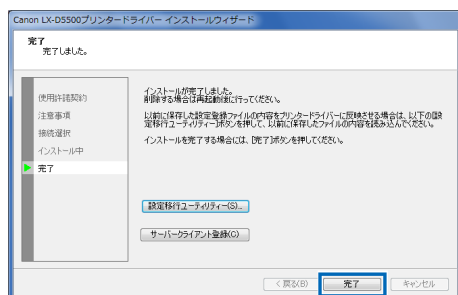 Canon LX-D5500プリンタードライバー インストールウィザード
完了
完了しました。
使用許諾契約
注意事項
接続選択
インストール中
完了
インストールが完了しました。
削除する場合は再起動後に行ってください。
以前に保存した設定登録ファイルの内容をプリンタードライバーに反映させる場合は、以下の[設
定移行ユーティリティー]ボタンを押して、以前に保存したファイルの内容を読み込んでください。
インストールを完了する場合には、[完了]ボタンを押してください。
設定移行ユーティリティー(S)...
サーバークライアント登録(C)
< 戻る(B)
完了
キャンセル